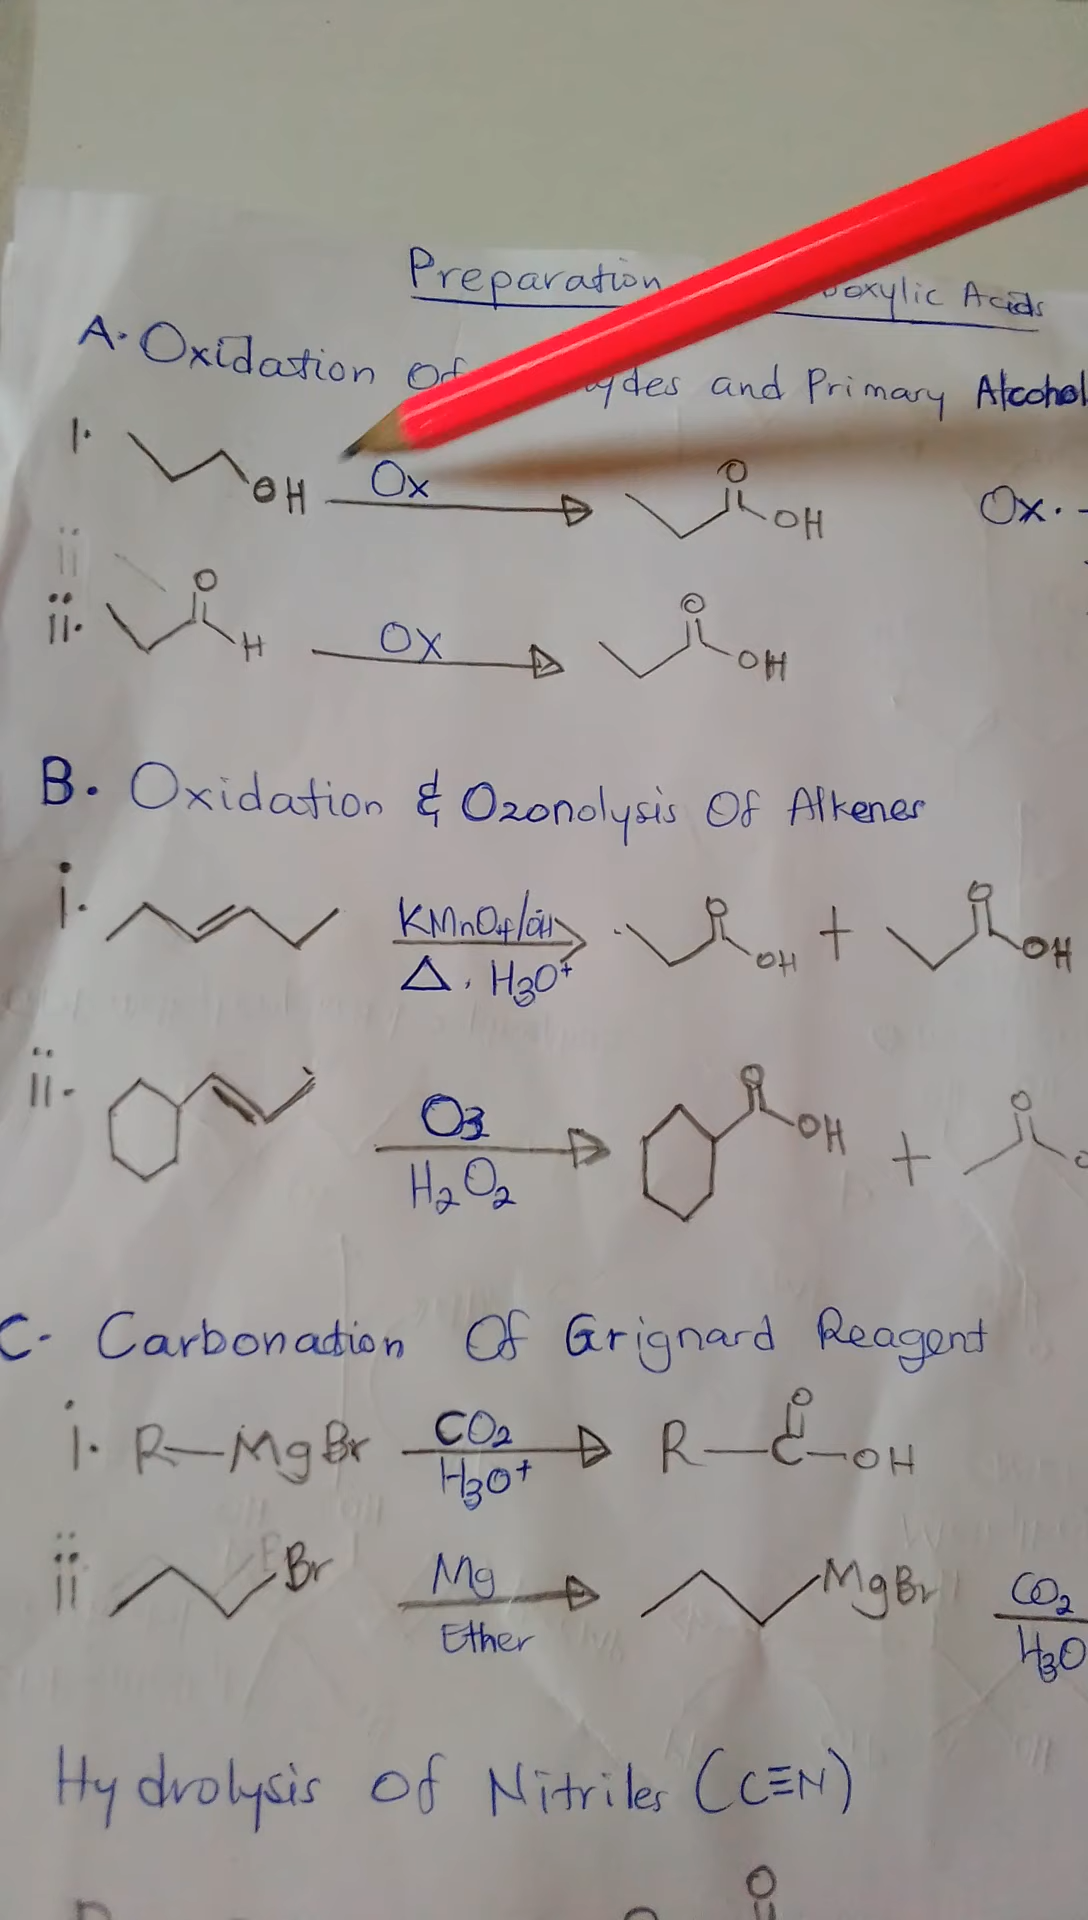 Preparation oxylic Acids
A. Oxidation Of ydes and Primary Alcohol
1. OH Ox O OH Ox. -
ii
ii. O H OX O OH
B. Oxidation & Ozonolysis Of Alkenes
i. KMnO4/ōH O OH + O OH
Δ, H3O+
ii. O3 O OH + O
H2O2
C- Carbonation Of Grignard Reagent
i. R—MgBr CO2 R—C—OH O
H3O+
ii Br Mg MgBr CO2
Ether H3O
Hydrolysis Of Nitriles (C≡N)
O